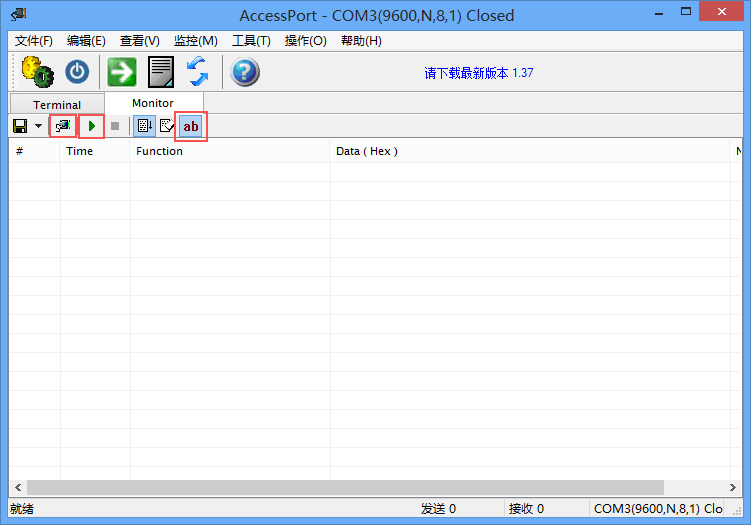 AccessPort - COM3(9600,N,8,1) Closed
文件(F) 编辑(E) 查看(V) 监控(M) 工具(T) 操作(O) 帮助(H)
请下载最新版本 1.37
Terminal Monitor
ab
# Time Function Data ( Hex ) N
就绪 发送 0 接收 0 COM3(9600,N,8,1) Clo